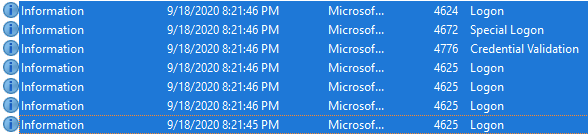 Information 9/18/2020 8:21:46 PM Microsof... 4624 Logon
Information 9/18/2020 8:21:46 PM Microsof... 4672 Special Logon
Information 9/18/2020 8:21:46 PM Microsof... 4776 Credential Validation
Information 9/18/2020 8:21:46 PM Microsof... 4625 Logon
Information 9/18/2020 8:21:46 PM Microsof... 4625 Logon
Information 9/18/2020 8:21:46 PM Microsof... 4625 Logon
Information 9/18/2020 8:21:45 PM Microsof... 4625 Logon